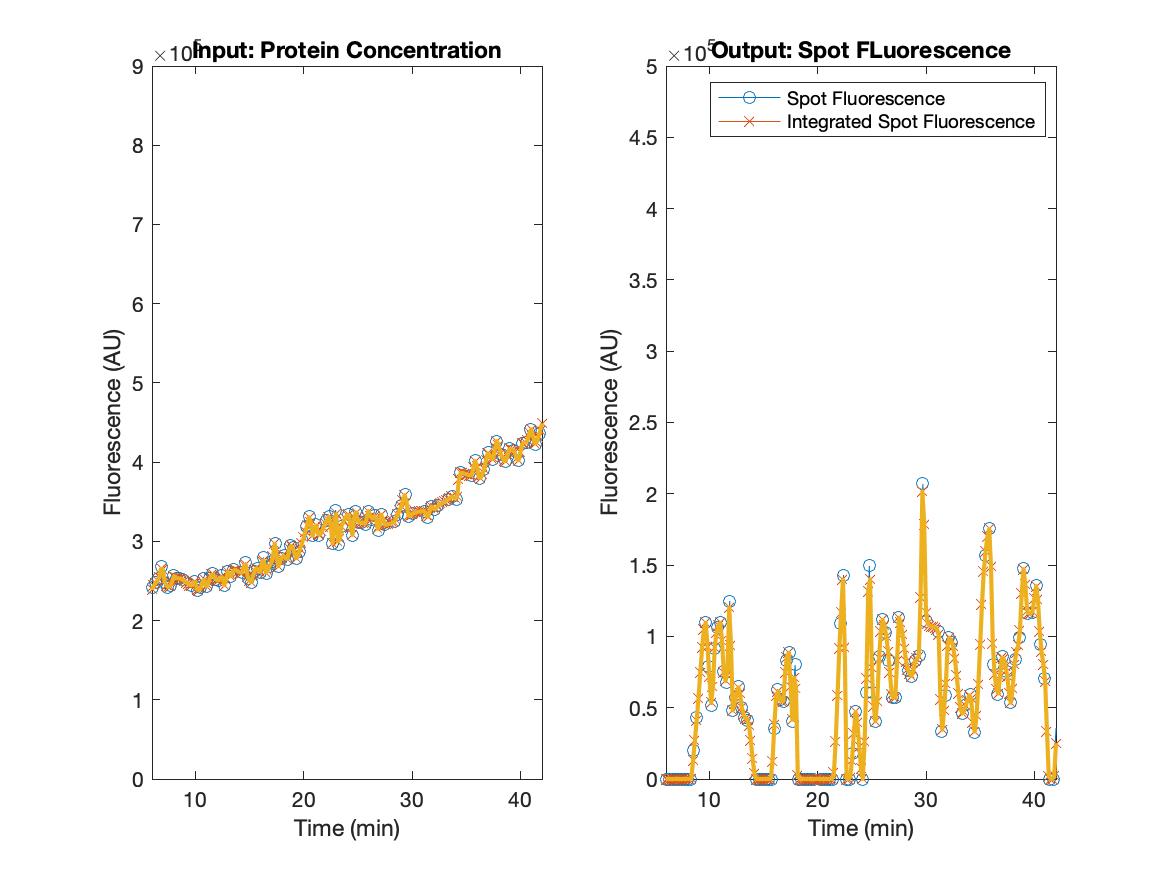 ×10⁵
Input: Protein Concentration
9
8
7
6
5
4
3
2
1
0
10 20 30 40
Time (min)
Fluorescence (AU)
×10⁵
Output: Spot FLuorescence
Spot Fluorescence
Integrated Spot Fluorescence
5
4.5
4
3.5
3
2.5
2
1.5
1
0.5
0
10 20 30 40
Time (min)
Fluorescence (AU)